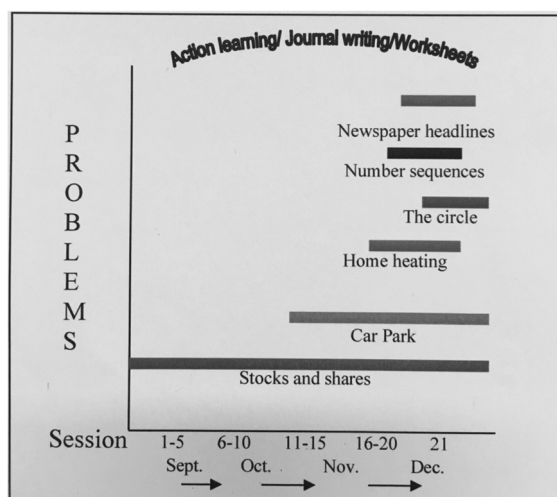 Action learning/ Journal writing/Worksheets
PROBLEMS
Newspaper headlines
Number sequences
The circle
Home heating
Car Park
Stocks and shares
Session 1-5 6-10 11-15 16-20 21
Sept. Oct. Nov. Dec.